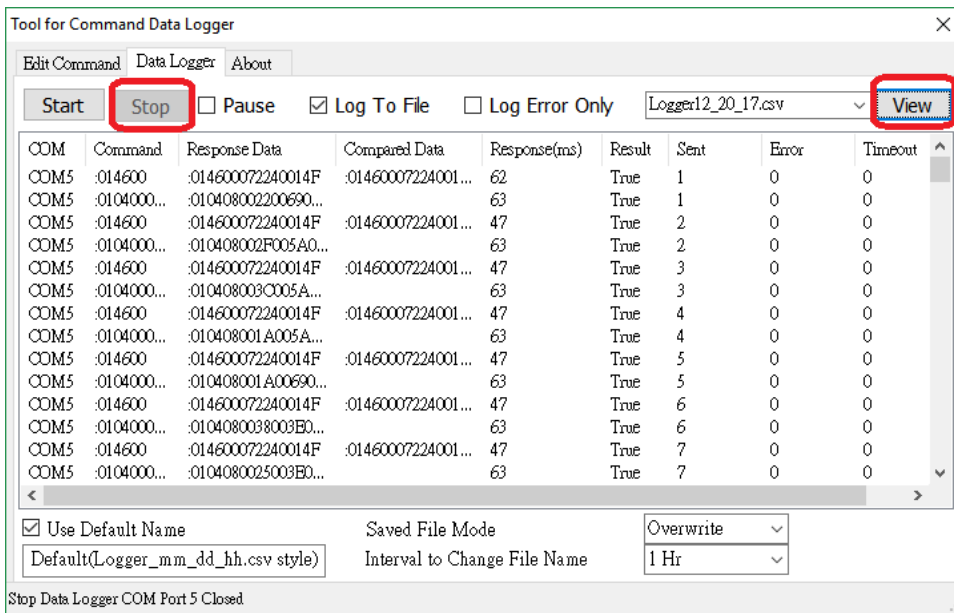 Tool for Command Data Logger
Edit Command Data Logger About
Start Stop Pause Log To File Log Error Only Logger12_20_17.csv View
COM Command Response Data Compared Data Response(ms) Result Sent Error Timeout
COM5 :014600 :014600072240014F :01460007224001... 62 True 1 0 0
COM5 :0104000... :010408002200690... 63 True 1 0 0
COM5 :014600 :014600072240014F :01460007224001... 47 True 2 0 0
COM5 :0104000... :010408002F005A0... 63 True 2 0 0
COM5 :014600 :014600072240014F :01460007224001... 47 True 3 0 0
COM5 :0104000... :010408003C005A... 63 True 3 0 0
COM5 :014600 :014600072240014F :01460007224001... 47 True 4 0 0
COM5 :0104000... :010408001A005A... 63 True 4 0 0
COM5 :014600 :014600072240014F :01460007224001... 47 True 5 0 0
COM5 :0104000... :010408001A00690... 63 True 5 0 0
COM5 :014600 :014600072240014F :01460007224001... 47 True 6 0 0
COM5 :0104000... :0104080038003E0... 63 True 6 0 0
COM5 :014600 :014600072240014F :01460007224001... 47 True 7 0 0
COM5 :0104000... :0104080025003E0... 63 True 7 0 0
Use Default Name Saved File Mode Overwrite
Default(Logger_mm_dd_hh.csv style) Interval to Change File Name 1 Hr
Stop Data Logger COM Port 5 Closed